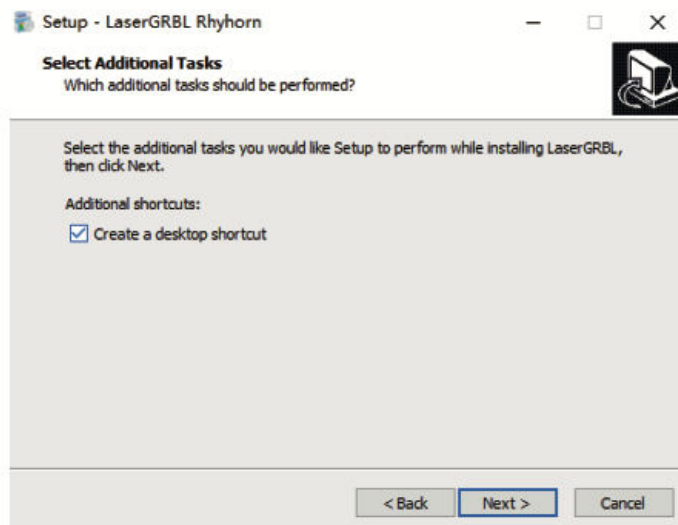 Setup - LaserGRBL Rhyhorn
Select Additional Tasks
Which additional tasks should be performed?
Select the additional tasks you would like Setup to perform while installing LaserGRBL,
then click Next.
Additional shortcuts:
Create a desktop shortcut
< Back
Next >
Cancel